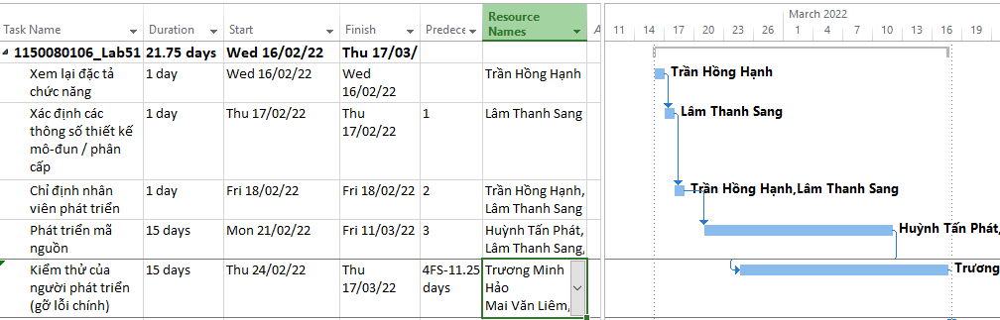 Task Name Duration Start Finish Predece Resource Names
March 2022
11 14 17 20 23 26 1 4 7 10 13 16 19
1150080106_Lab51 21.75 days Wed 16/02/22 Thu 17/03/
Xem lại đặc tả 1 day Wed 16/02/22 Wed Trần Hồng Hạnh
chức năng 16/02/22
Trần Hồng Hạnh
Xác định các 1 day Thu 17/02/22 Thu 1 Lâm Thanh Sang
thông số thiết kế 17/02/22
mô-đun / phân
cấp
Lâm Thanh Sang
Chỉ định nhân 1 day Fri 18/02/22 Fri 18/02/22 2 Trần Hồng Hạnh,
viên phát triển Lâm Thanh Sang
Trần Hồng Hạnh,Lâm Thanh Sang
Phát triển mã 15 days Mon 21/02/22 Fri 11/03/22 3 Huỳnh Tấn Phát,
nguồn Lâm Thanh Sang,
Huỳnh Tấn Phát,
Kiểm thử của 15 days Thu 24/02/22 Thu 4FS-11.25 Trương Minh
người phát triển 17/03/22 days Hảo
(gỡ lỗi chính) Mai Văn Liêm,
Trương